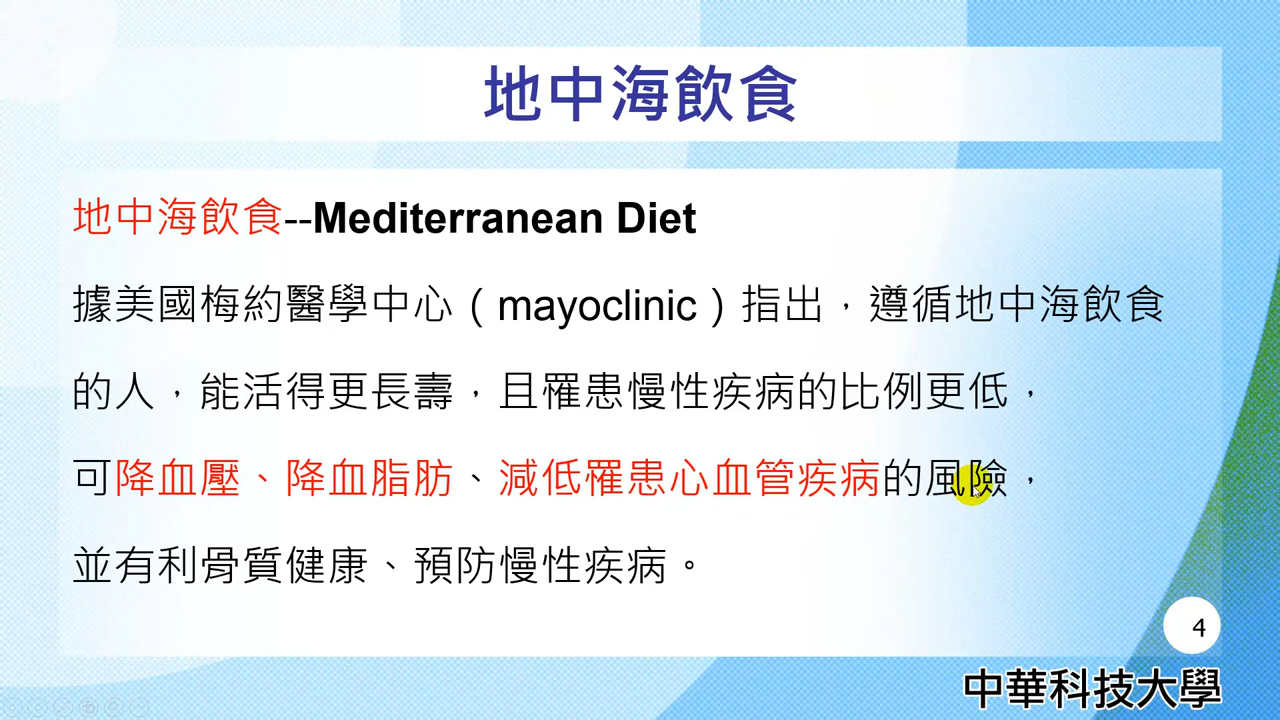 地中海飲食
地中海飲食--Mediterranean Diet
據美國梅約醫學中心（mayoclinic）指出，遵循地中海飲食
的人，能活得更長壽，且罹患慢性疾病的比例更低，
可降血壓、降血脂肪、減低罹患心血管疾病的風險，
並有利骨質健康、預防慢性疾病。
4
中華科技大學